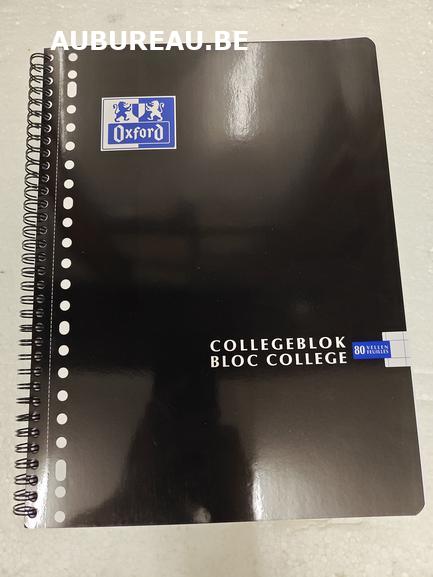 AUBUREAU.BE
Oxford
COLLEGEBLOK
BLOC COLLEGE
80 VELLEN
FEUILLES